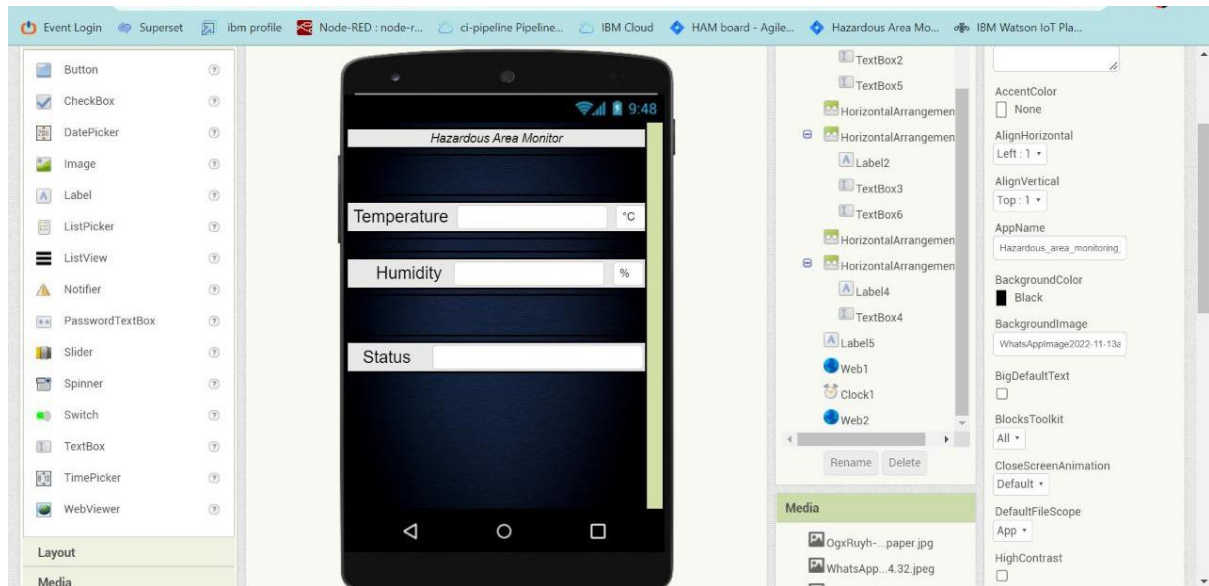 Event Login
Superset
ibm profile
Node-RED : node-r...
ci-pipeline Pipeline...
IBM Cloud
HAM board - Agile...
Hazardous Area Mo...
IBM Watson IoT Pla...
Button
CheckBox
DatePicker
Image
Label
ListPicker
ListView
Notifier
PasswordTextBox
Slider
Spinner
Switch
TextBox
TimePicker
WebViewer
Layout
Media
9:48
Hazardous Area Monitor
Temperature
°C
Humidity
%
Status
TextBox2
TextBox5
HorizontalArrangemen
HorizontalArrangemen
Label2
TextBox3
TextBox6
HorizontalArrangemen
HorizontalArrangemen
Label4
TextBox4
Label5
Web1
Clock1
Web2
Rename
Delete
Media
OgxRuyh-...paper.jpg
WhatsApp...4.32.jpeg
AccentColor
None
AlignHorizontal
Left : 1
AlignVertical
Top : 1
AppName
Hazardous_area_monitoring_
BackgroundColor
Black
BackgroundImage
WhatsAppImage2022-11-13a
BigDefaultText
BlocksToolkit
All
CloseScreenAnimation
Default
DefaultFileScope
App
HighContrast